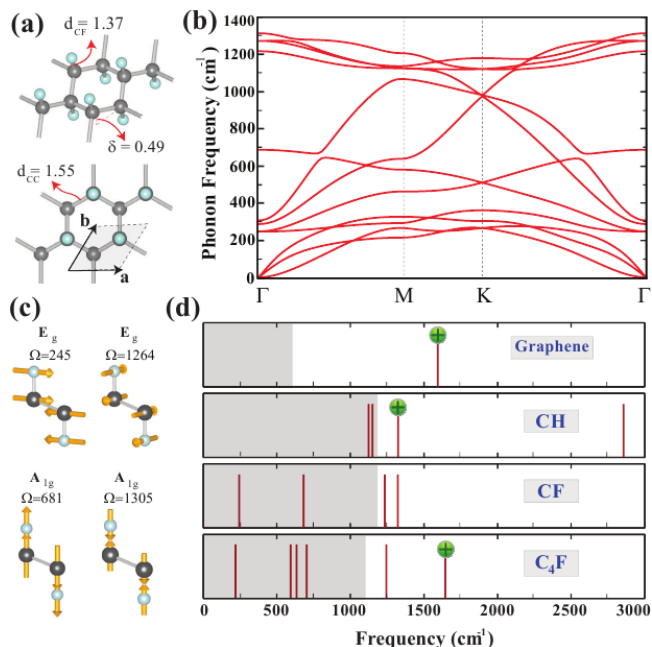 (a)
d_CF = 1.37
δ = 0.49
d_CC = 1.55
b
a
(b)
Phonon Frequency (cm⁻¹)
1400
1200
1000
800
600
400
200
0
Γ
M
K
Γ
(c)
E_g
Ω=245
E_g
Ω=1264
A_1g
Ω=681
A_1g
Ω=1305
(d)
Graphene
CH
CF
C₄F
0
500
1000
1500
2000
2500
3000
Frequency (cm⁻¹)